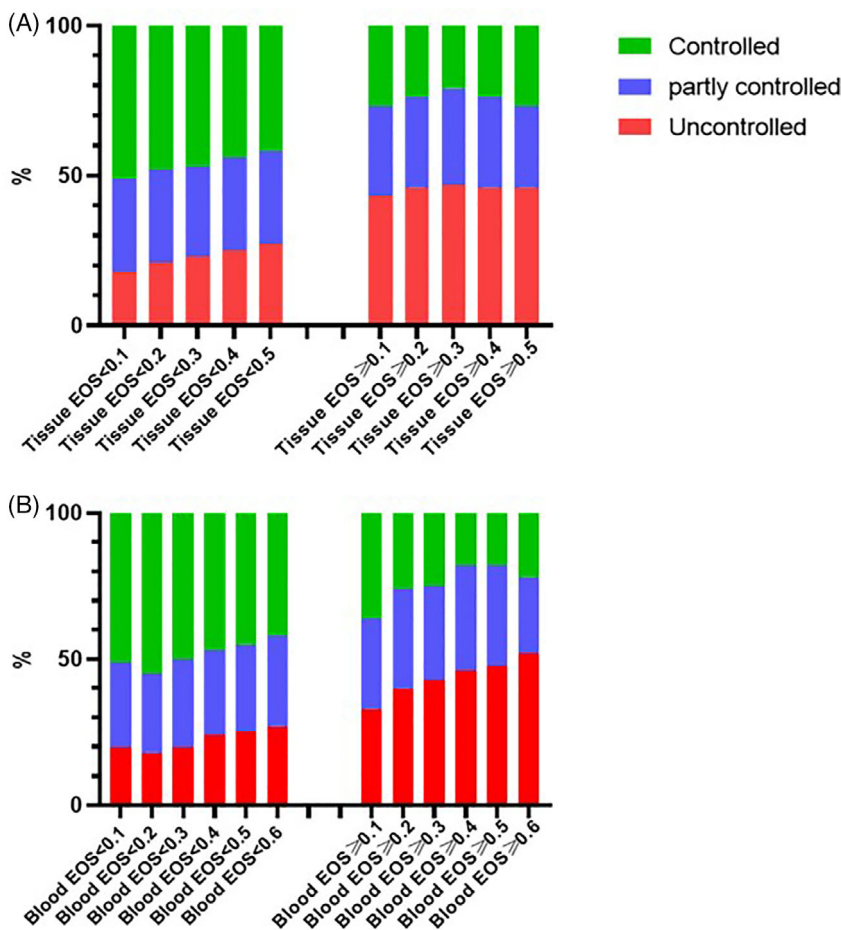 (A)
100
50
0
%
Controlled
partly controlled
Uncontrolled
Tissue EOS<0.1
Tissue EOS<0.2
Tissue EOS<0.3
Tissue EOS<0.4
Tissue EOS<0.5
Tissue EOS⩾0.1
Tissue EOS⩾0.2
Tissue EOS⩾0.3
Tissue EOS⩾0.4
Tissue EOS⩾0.5
(B)
100
50
0
%
Blood EOS<0.1
Blood EOS<0.2
Blood EOS<0.3
Blood EOS<0.4
Blood EOS<0.5
Blood EOS<0.6
Blood EOS⩾0.1
Blood EOS⩾0.2
Blood EOS⩾0.3
Blood EOS⩾0.4
Blood EOS⩾0.5
Blood EOS⩾0.6